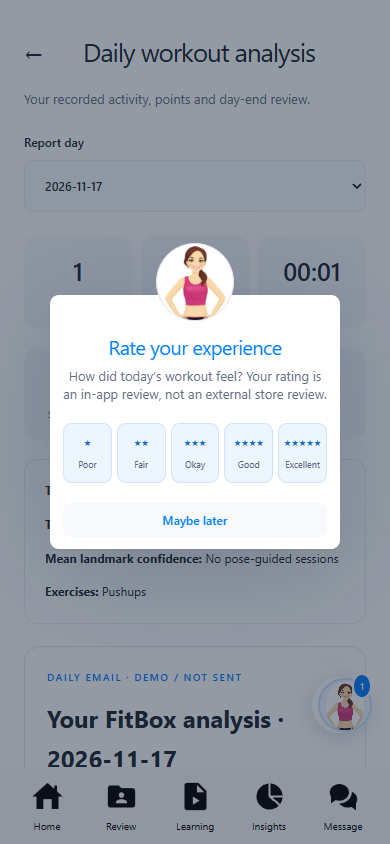 ← Daily workout analysis
Your recorded activity, points and day-end review.
Report day
2026-11-17
1
00:01
Rate your experience
How did today's workout feel? Your rating is
an in-app review, not an external store review.
★ ★★ ★★★ ★★★★ ★★★★★
Poor Fair Okay Good Excellent
Maybe later
Mean landmark confidence: No pose-guided sessions
Exercises: Pushups
DAILY EMAIL · DEMO / NOT SENT
1
Your FitBox analysis ·
2026-11-17
Home Review Learning Insights Message